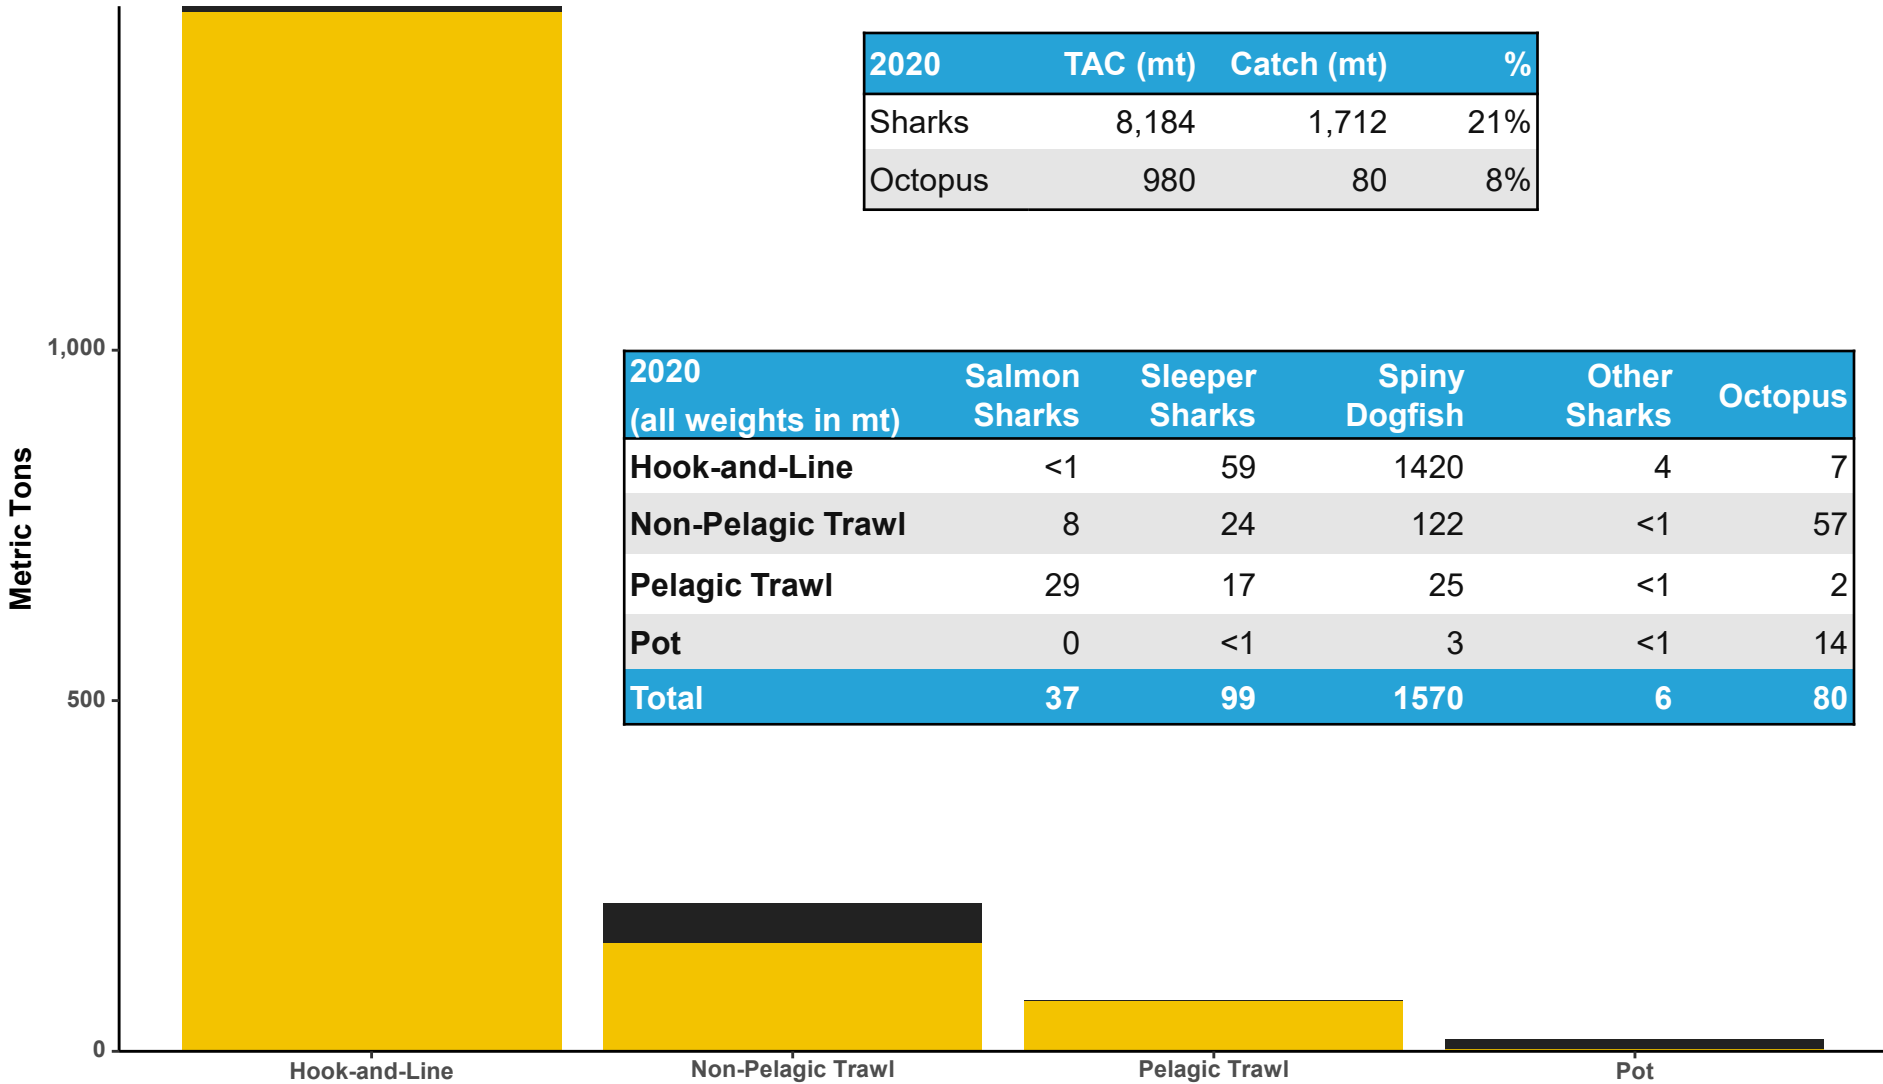 2020 TAC (mt) Catch (mt) %
Sharks 8,184 1,712 21%
Octopus 980 80 8%
1,000
500
0
Metric Tons
2020
(all weights in mt)
Salmon Sharks
Sleeper Sharks
Spiny Dogfish
Other Sharks
Octopus
Hook-and-Line <1 59 1420 4 7
Non-Pelagic Trawl 8 24 122 <1 57
Pelagic Trawl 29 17 25 <1 2
Pot 0 <1 3 <1 14
Total 37 99 1570 6 80
Hook-and-Line Non-Pelagic Trawl Pelagic Trawl Pot